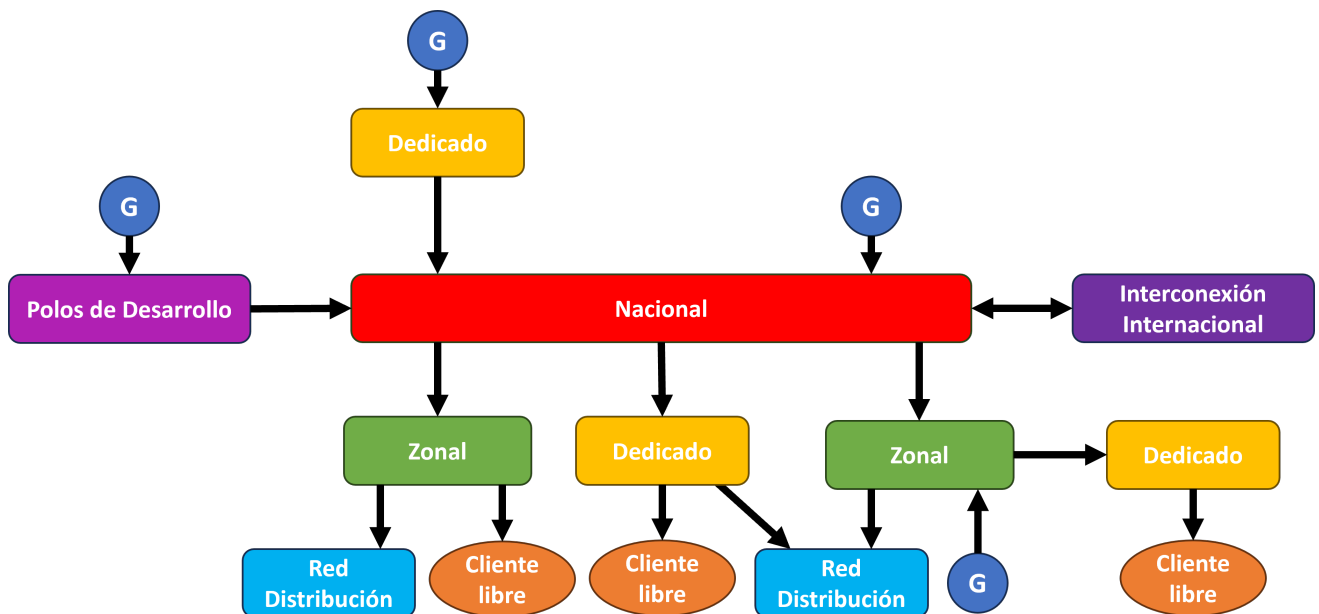 G
Dedicado
G
G
Polos de Desarrollo
Nacional
Interconexión
Internacional
Zonal
Dedicado
Zonal
Dedicado
Red
Distribución
Cliente
libre
Cliente
libre
Red
Distribución
G
Cliente
libre